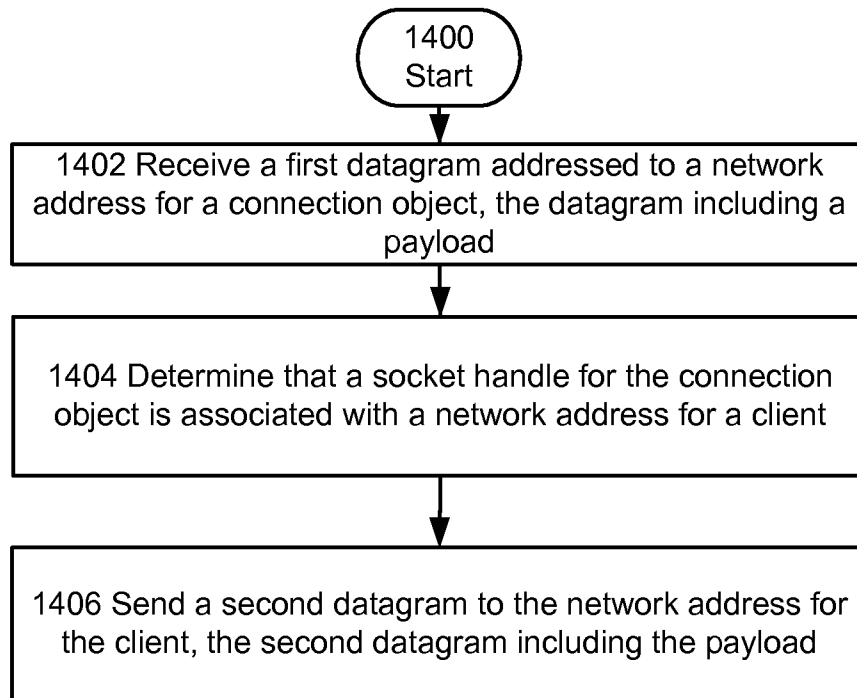 1400
Start
1402 Receive a first datagram addressed to a network
address for a connection object, the datagram including a
payload
1404 Determine that a socket handle for the connection
object is associated with a network address for a client
1406 Send a second datagram to the network address for
the client, the second datagram including the payload